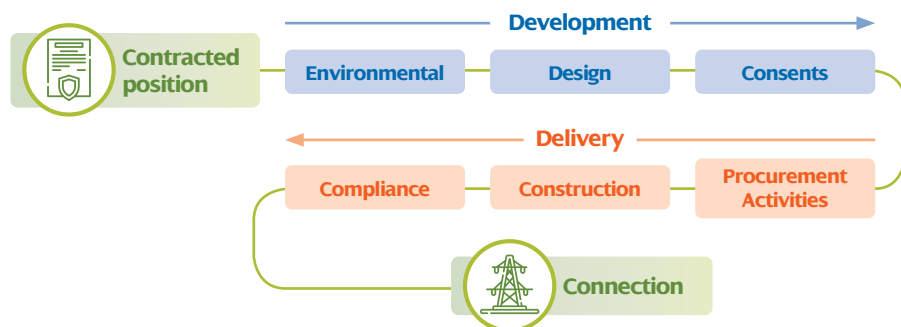 Development
Contracted
position
Environmental
Design
Consents
Delivery
Compliance
Construction
Procurement
Activities
Connection